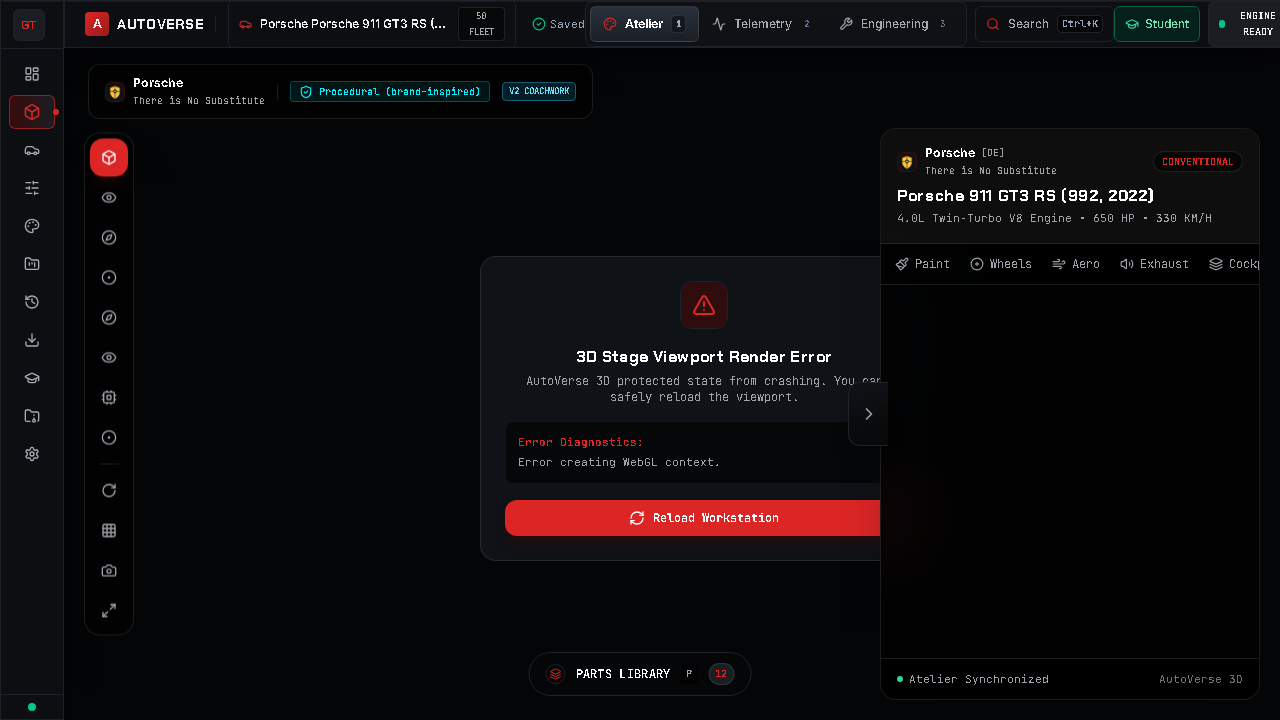 GT
A AUTOVERSE
Porsche Porsche 911 GT3 RS (...
50
FLEET
Saved
Atelier 1
Telemetry 2
Engineering 3
Search Ctrl+K
Student
ENGINE
READY
Porsche
There is No Substitute
Procedural (brand-inspired)
V2 COACHWORK
Porsche [DE]
There is No Substitute
CONVENTIONAL
Porsche 911 GT3 RS (992, 2022)
4.0L Twin-Turbo V8 Engine • 650 HP • 330 KM/H
Paint
Wheels
Aero
Exhaust
Cockp
3D Stage Viewport Render Error
AutoVerse 3D protected state from crashing. You can
safely reload the viewport.
Error Diagnostics:
Error creating WebGL context.
Reload Workstation
PARTS LIBRARY P 12
Atelier Synchronized
AutoVerse 3D